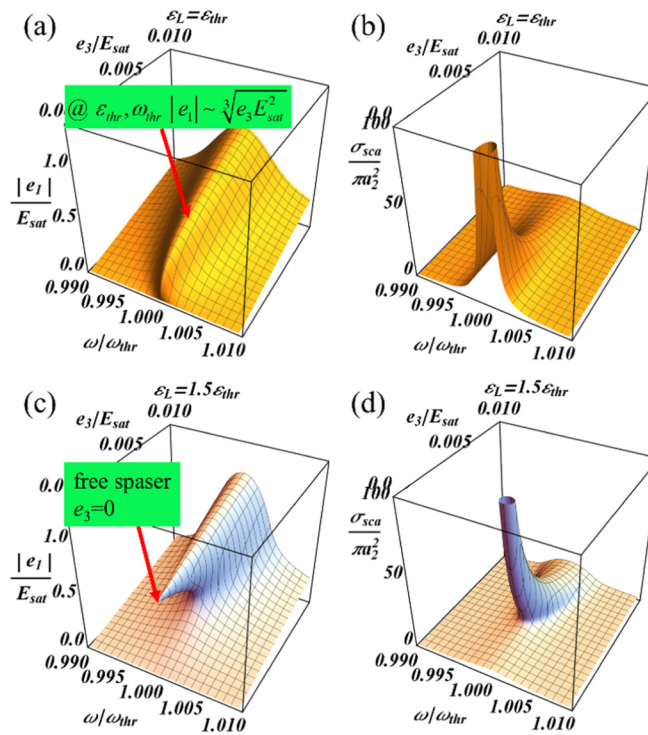 (a)
ε_L=ε_thr
0.010
e_3/E_sat
0.005
@ ε_thr, ω_thr |e_1| ~ ∛(e_3 E²_sat)
1.0
|e_1|
E_sat
0.5
0.0
0.990
0.995
1.000
1.005
1.010
ω/ω_thr
(b)
ε_L=ε_thr
0.010
e_3/E_sat
0.005
0.0
100
σ_sca
πa_2^2
50
0
0.990
0.995
1.000
1.005
1.010
ω/ω_thr
(c)
ε_L=1.5ε_thr
0.010
e_3/E_sat
0.005
free spaser
e_3=0
1.0
|e_1|
E_sat
0.5
0.0
0.990
0.995
1.000
1.005
1.010
ω/ω_thr
(d)
ε_L=1.5ε_thr
0.010
e_3/E_sat
0.005
0.0
100
σ_sca
πa_2^2
50
0
0.990
0.995
1.000
1.005
1.010
ω/ω_thr